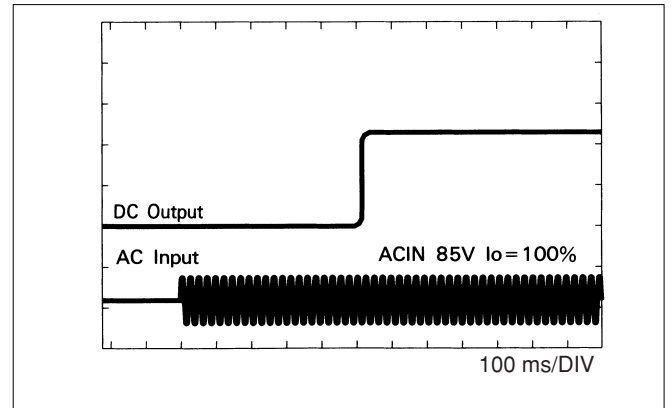 DC Output
AC Input
ACIN 85V Io=100%
100 ms/DIV